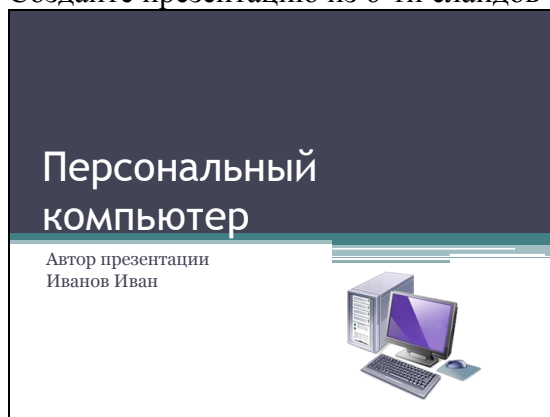 Создайте презентацию из 6-ти слайдов
Персональный
компьютер
Автор презентации
Иванов Иван